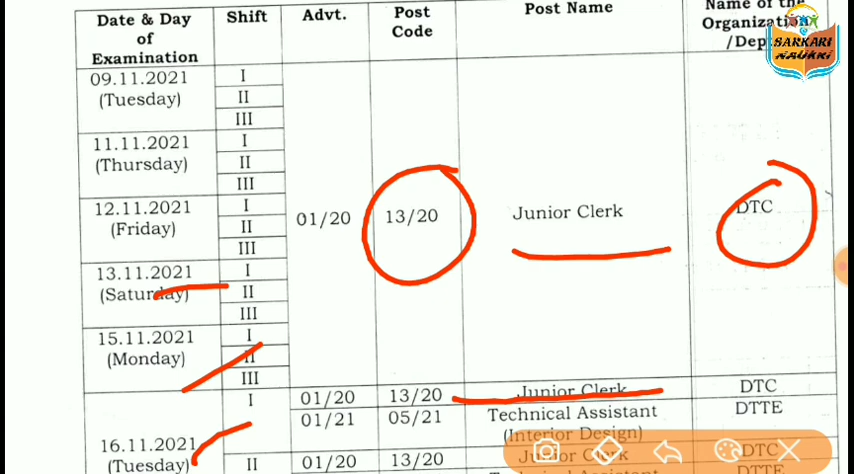 Date & Day of Examination Shift Advt. Post Code Post Name Name of the Organization /Dep
SARKARI NAUKRI
09.11.2021 (Tuesday) I
II
III
11.11.2021 (Thursday) I
II
III
12.11.2021 (Friday) I
II
III
01/20 13/20 Junior Clerk DTC
13.11.2021 (Saturday) I
II
III
15.11.2021 (Monday) I
II
III
16.11.2021 (Tuesday) I 01/20 13/20 Junior Clerk DTC
01/21 05/21 Technical Assistant (Interior Design) DTTE
II 01/20 13/20 Junior Clerk DTC
DTTE